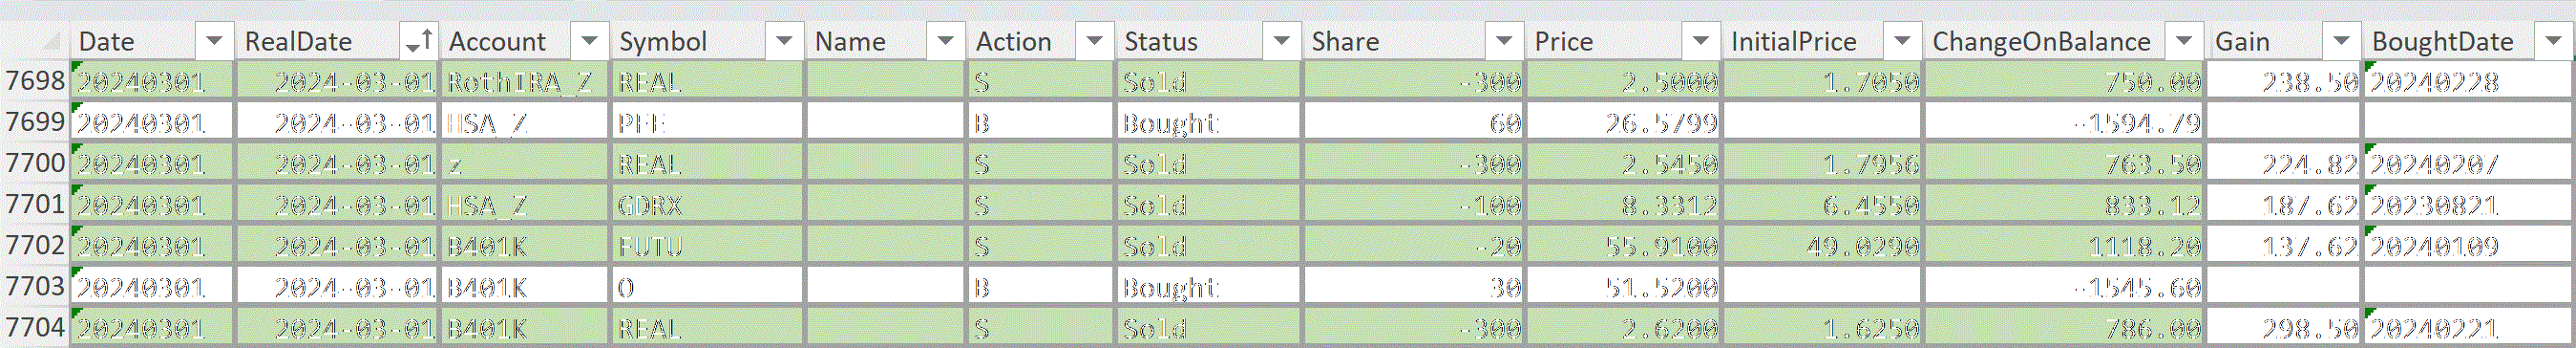 Date RealDate Account Symbol Name Action Status Share Price InitialPrice ChangeOnBalance Gain BoughtDate
7698 20240301 2024-03-01 RothIRA_Z REAL S Sold -300 2.5000 1.7050 750.00 238.50 20240228
7699 20240301 2024-03-01 HSA_Z PFE B Bought 60 26.5799 -1594.79
7700 20240301 2024-03-01 z REAL S Sold -300 2.5450 1.7956 763.50 224.82 20240207
7701 20240301 2024-03-01 HSA_Z GDRX S Sold -100 8.3312 6.4550 833.12 187.62 20230821
7702 20240301 2024-03-01 B401K FUTU S Sold -20 55.9100 49.0290 1118.20 137.62 20240109
7703 20240301 2024-03-01 B401K O B Bought 30 51.5200 -1545.60
7704 20240301 2024-03-01 B401K REAL S Sold -300 2.6200 1.6250 786.00 298.50 20240221